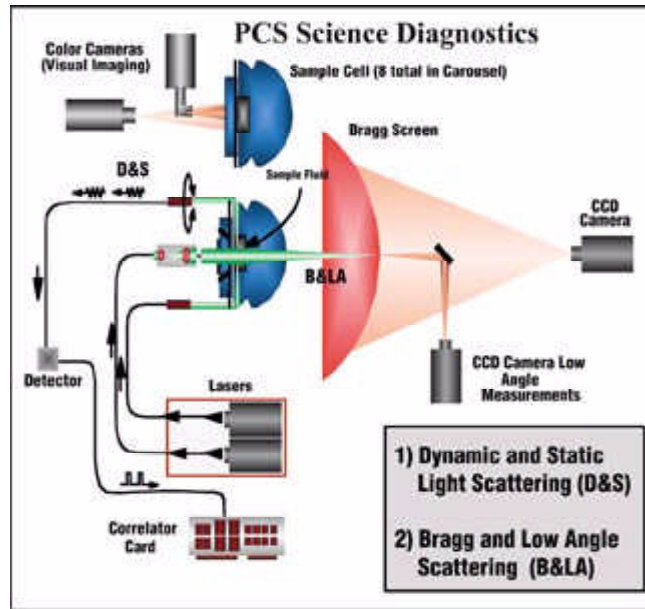 PCS Science Diagnostics
Color Cameras
(Visual Imaging)
Sample Cell (8 total in Carousel)
Bragg Screen
D&S
Sample Fluid
CCD
Camera
B&LA
Detector
Lasers
CCD Camera Low
Angle
Measurements
Correlator
Card
1) Dynamic and Static
Light Scattering (D&S)
2) Bragg and Low Angle
Scattering (B&LA)